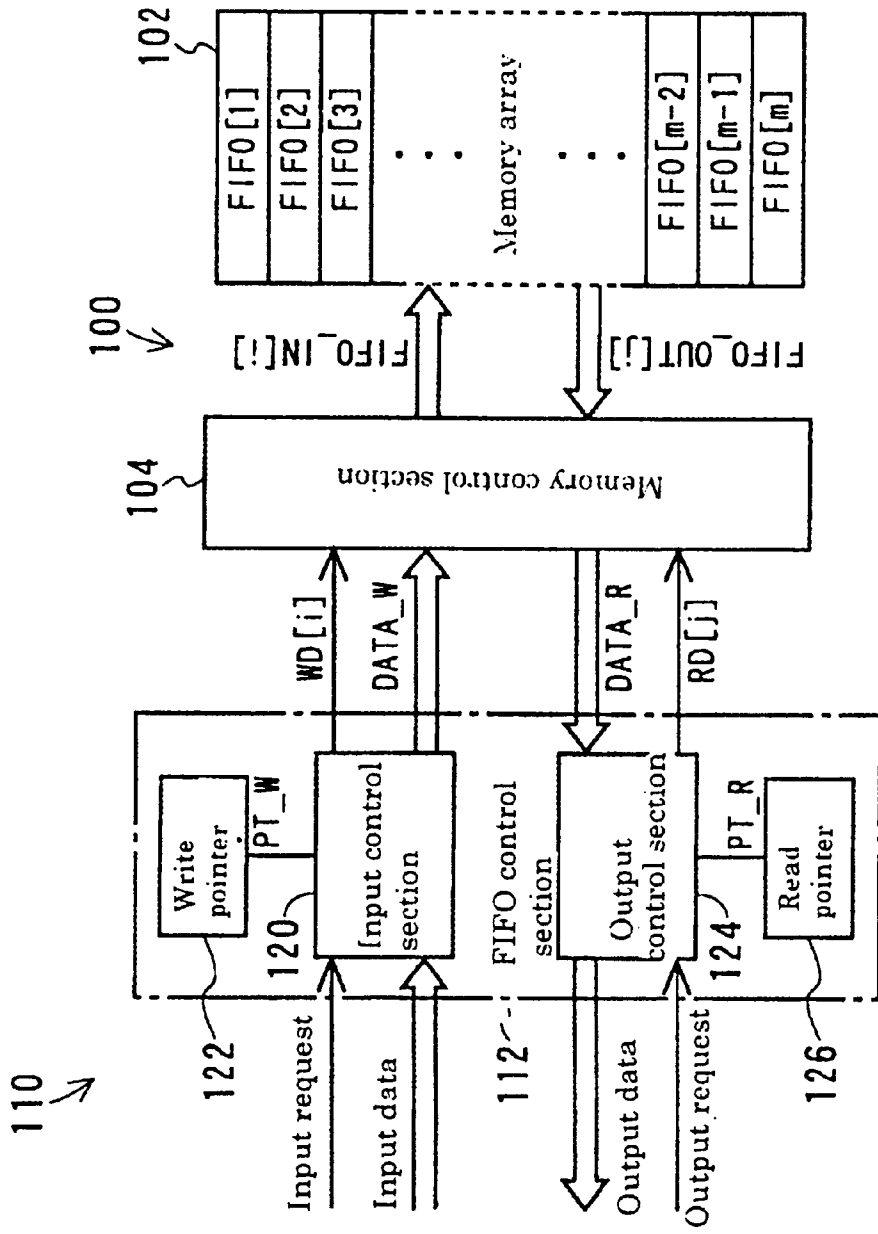 110
100
102
122
Write
pointer
PT_W
120
Input request
Input data
Input control
section
WD[i]
DATA_W
104
Memory control section
FIFO_IN[i]
FIFO_OUT[j]
FIFO[1]
FIFO[2]
FIFO[3]
Memory array
FIFO[m-2]
FIFO[m-1]
FIFO[m]
112
FIFO control
section
Output data
Output request
Output
control section
DATA_R
RD[j]
124
PT_R
126
Read
pointer